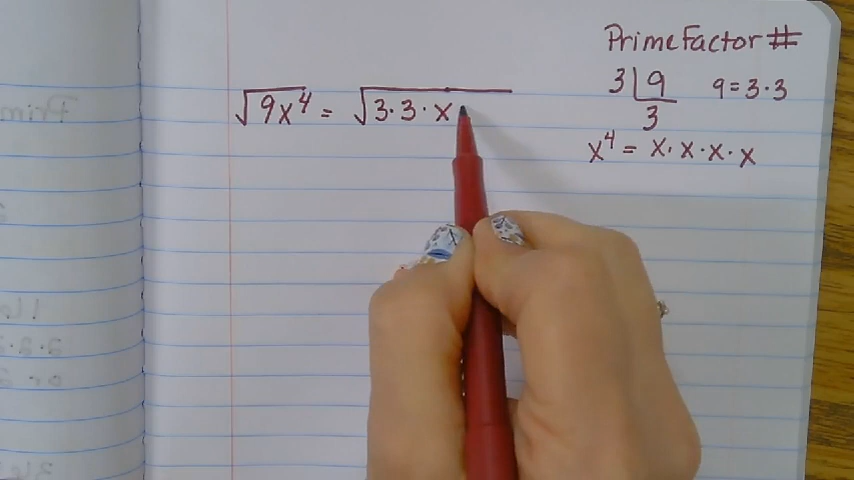 Prime Factor #
3 | 9
3
9 = 3·3
x⁴ = x·x·x·x
√9x⁴ = √3·3·x·